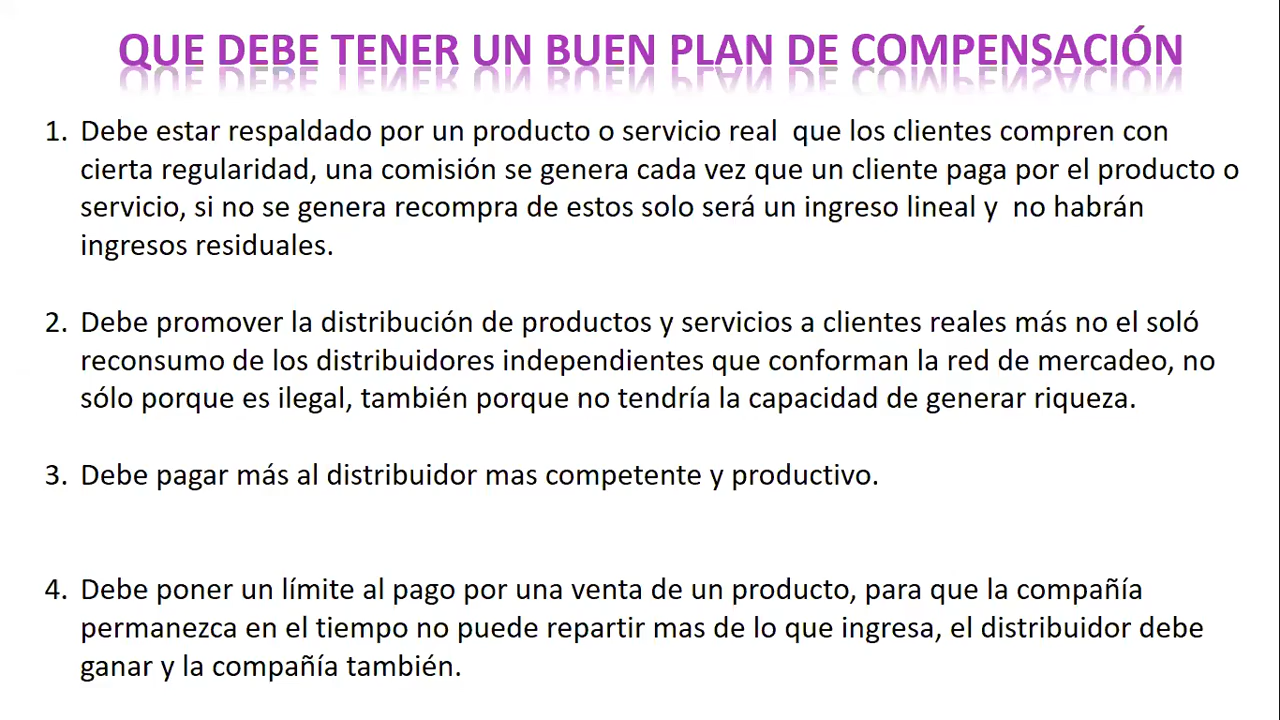 QUE DEBE TENER UN BUEN PLAN DE COMPENSACIÓN
1. Debe estar respaldado por un producto o servicio real que los clientes compren con
cierta regularidad, una comisión se genera cada vez que un cliente paga por el producto o
servicio, si no se genera recompra de estos solo será un ingreso lineal y no habrán
ingresos residuales.
2. Debe promover la distribución de productos y servicios a clientes reales más no el soló
reconsumo de los distribuidores independientes que conforman la red de mercadeo, no
sólo porque es ilegal, también porque no tendría la capacidad de generar riqueza.
3. Debe pagar más al distribuidor mas competente y productivo.
4. Debe poner un límite al pago por una venta de un producto, para que la compañía
permanezca en el tiempo no puede repartir mas de lo que ingresa, el distribuidor debe
ganar y la compañía también.